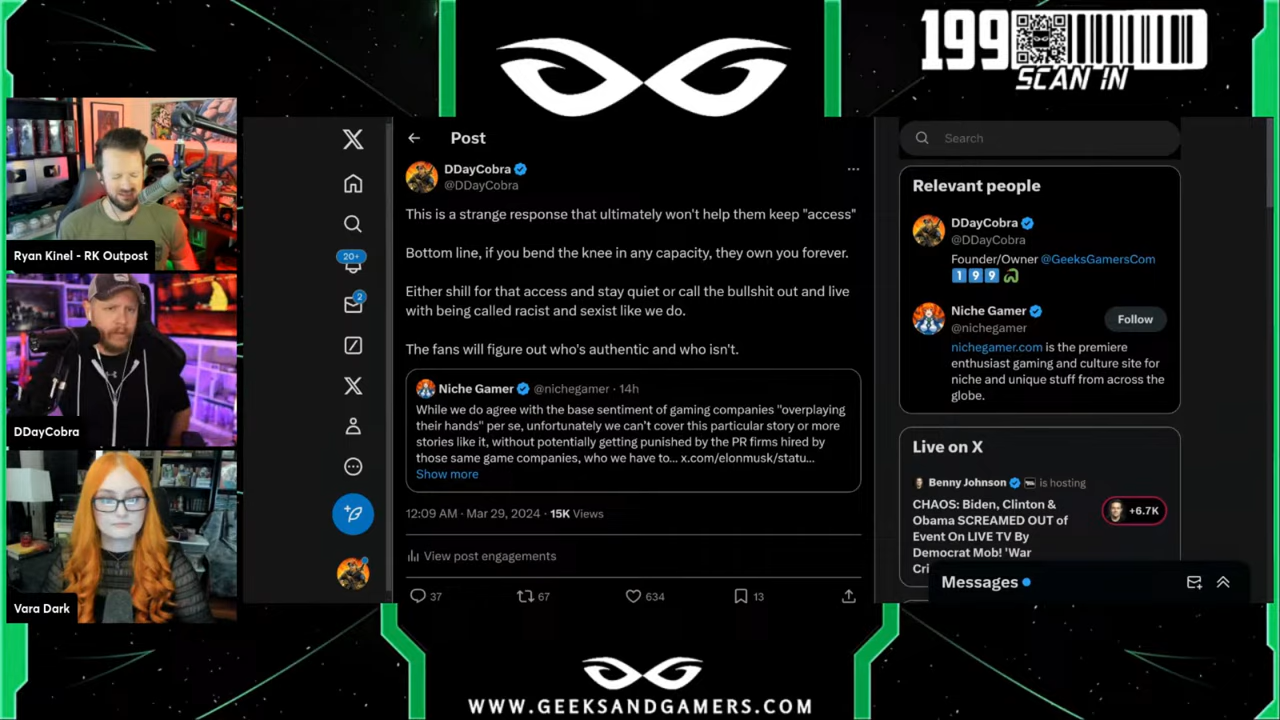 199
SCAN IN
Ryan Kinel - RK Outpost
DDayCobra
Vara Dark
20+
2
Post
DDayCobra
@DDayCobra
This is a strange response that ultimately won't help them keep "access"
Bottom line, if you bend the knee in any capacity, they own you forever.
Either shill for that access and stay quiet or call the bullshit out and live
with being called racist and sexist like we do.
The fans will figure out who's authentic and who isn't.
Niche Gamer @nichegamer · 14h
While we do agree with the base sentiment of gaming companies "overplaying
their hands" per se, unfortunately we can't cover this particular story or more
stories like it, without potentially getting punished by the PR firms hired by
those same game companies, who we have to... x.com/elonmusk/statu...
Show more
12:09 AM · Mar 29, 2024 · 15K Views
View post engagements
37 67 634 13
Search
Relevant people
DDayCobra
@DDayCobra
Founder/Owner @GeeksGamersCom
1 9 9
Niche Gamer
@nichegamer
Follow
nichegamer.com is the premiere
enthusiast gaming and culture site for
niche and unique stuff from across the
globe.
Live on X
Benny Johnson is hosting
CHAOS: Biden, Clinton &
Obama SCREAMED OUT of
Event On LIVE TV By
Democrat Mob! 'War
Cri
+6.7K
Messages
WWW.GEEKSANDGAMERS.COM